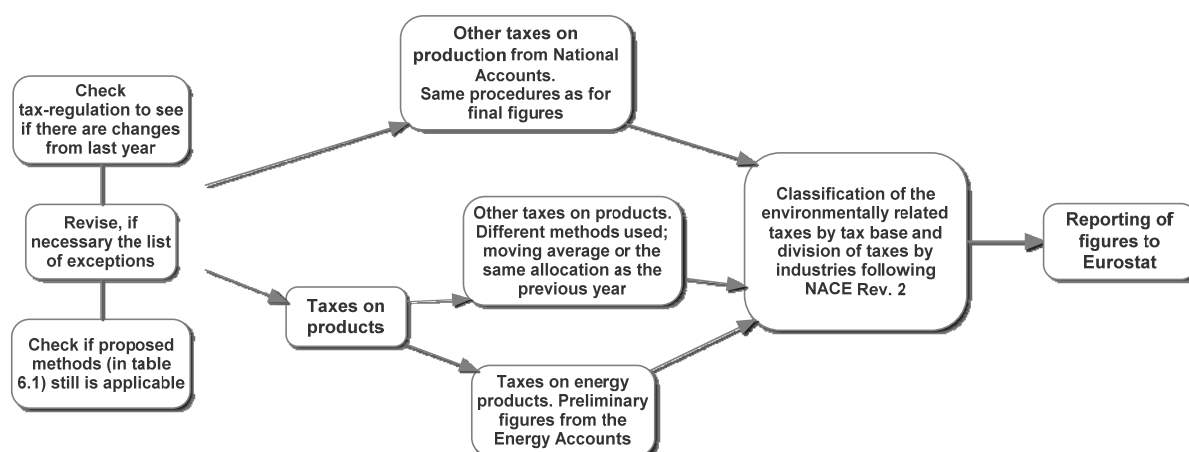 Check
tax-regulation to see
if there are changes
from last year
Revise, if
necessary the list
of exceptions
Check if proposed
methods (in table
6.1) still is applicable
Other taxes on
production from National
Accounts.
Same procedures as for
final figures
Taxes on
products
Other taxes on products.
Different methods used;
moving average or the
same allocation as the
previous year
Taxes on energy
products. Preliminary
figures from the
Energy Accounts
Classification of the
environmentally related
taxes by tax base and
division of taxes by
industries following
NACE Rev. 2
Reporting of
figures to
Eurostat